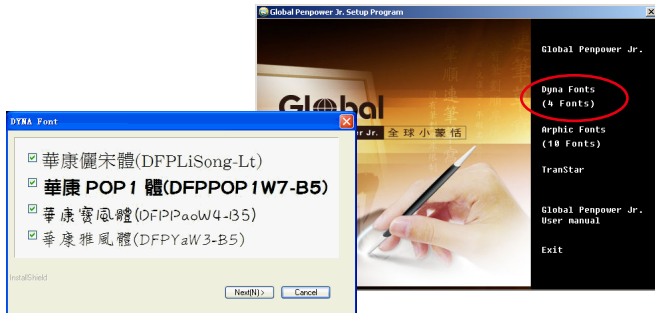 Global Penpower Jr. Setup Program
Global Penpower Jr.
Dyna Fonts
(4 Fonts)
Arphic Fonts
(10 Fonts)
TranStar
Global Penpower Jr.
User manual
Exit
Global
r Jr. 全球小蒙恬
DYNA Font
華康儷宋體(DFPLiSong-Lt)
華康 POP1 體(DFPPOP1W7-B5)
華康寶風體(DFPPaoW4-B5)
華康雅風體(DFPYaW3-B5)
InstallShield
Next(N) >
Cancel